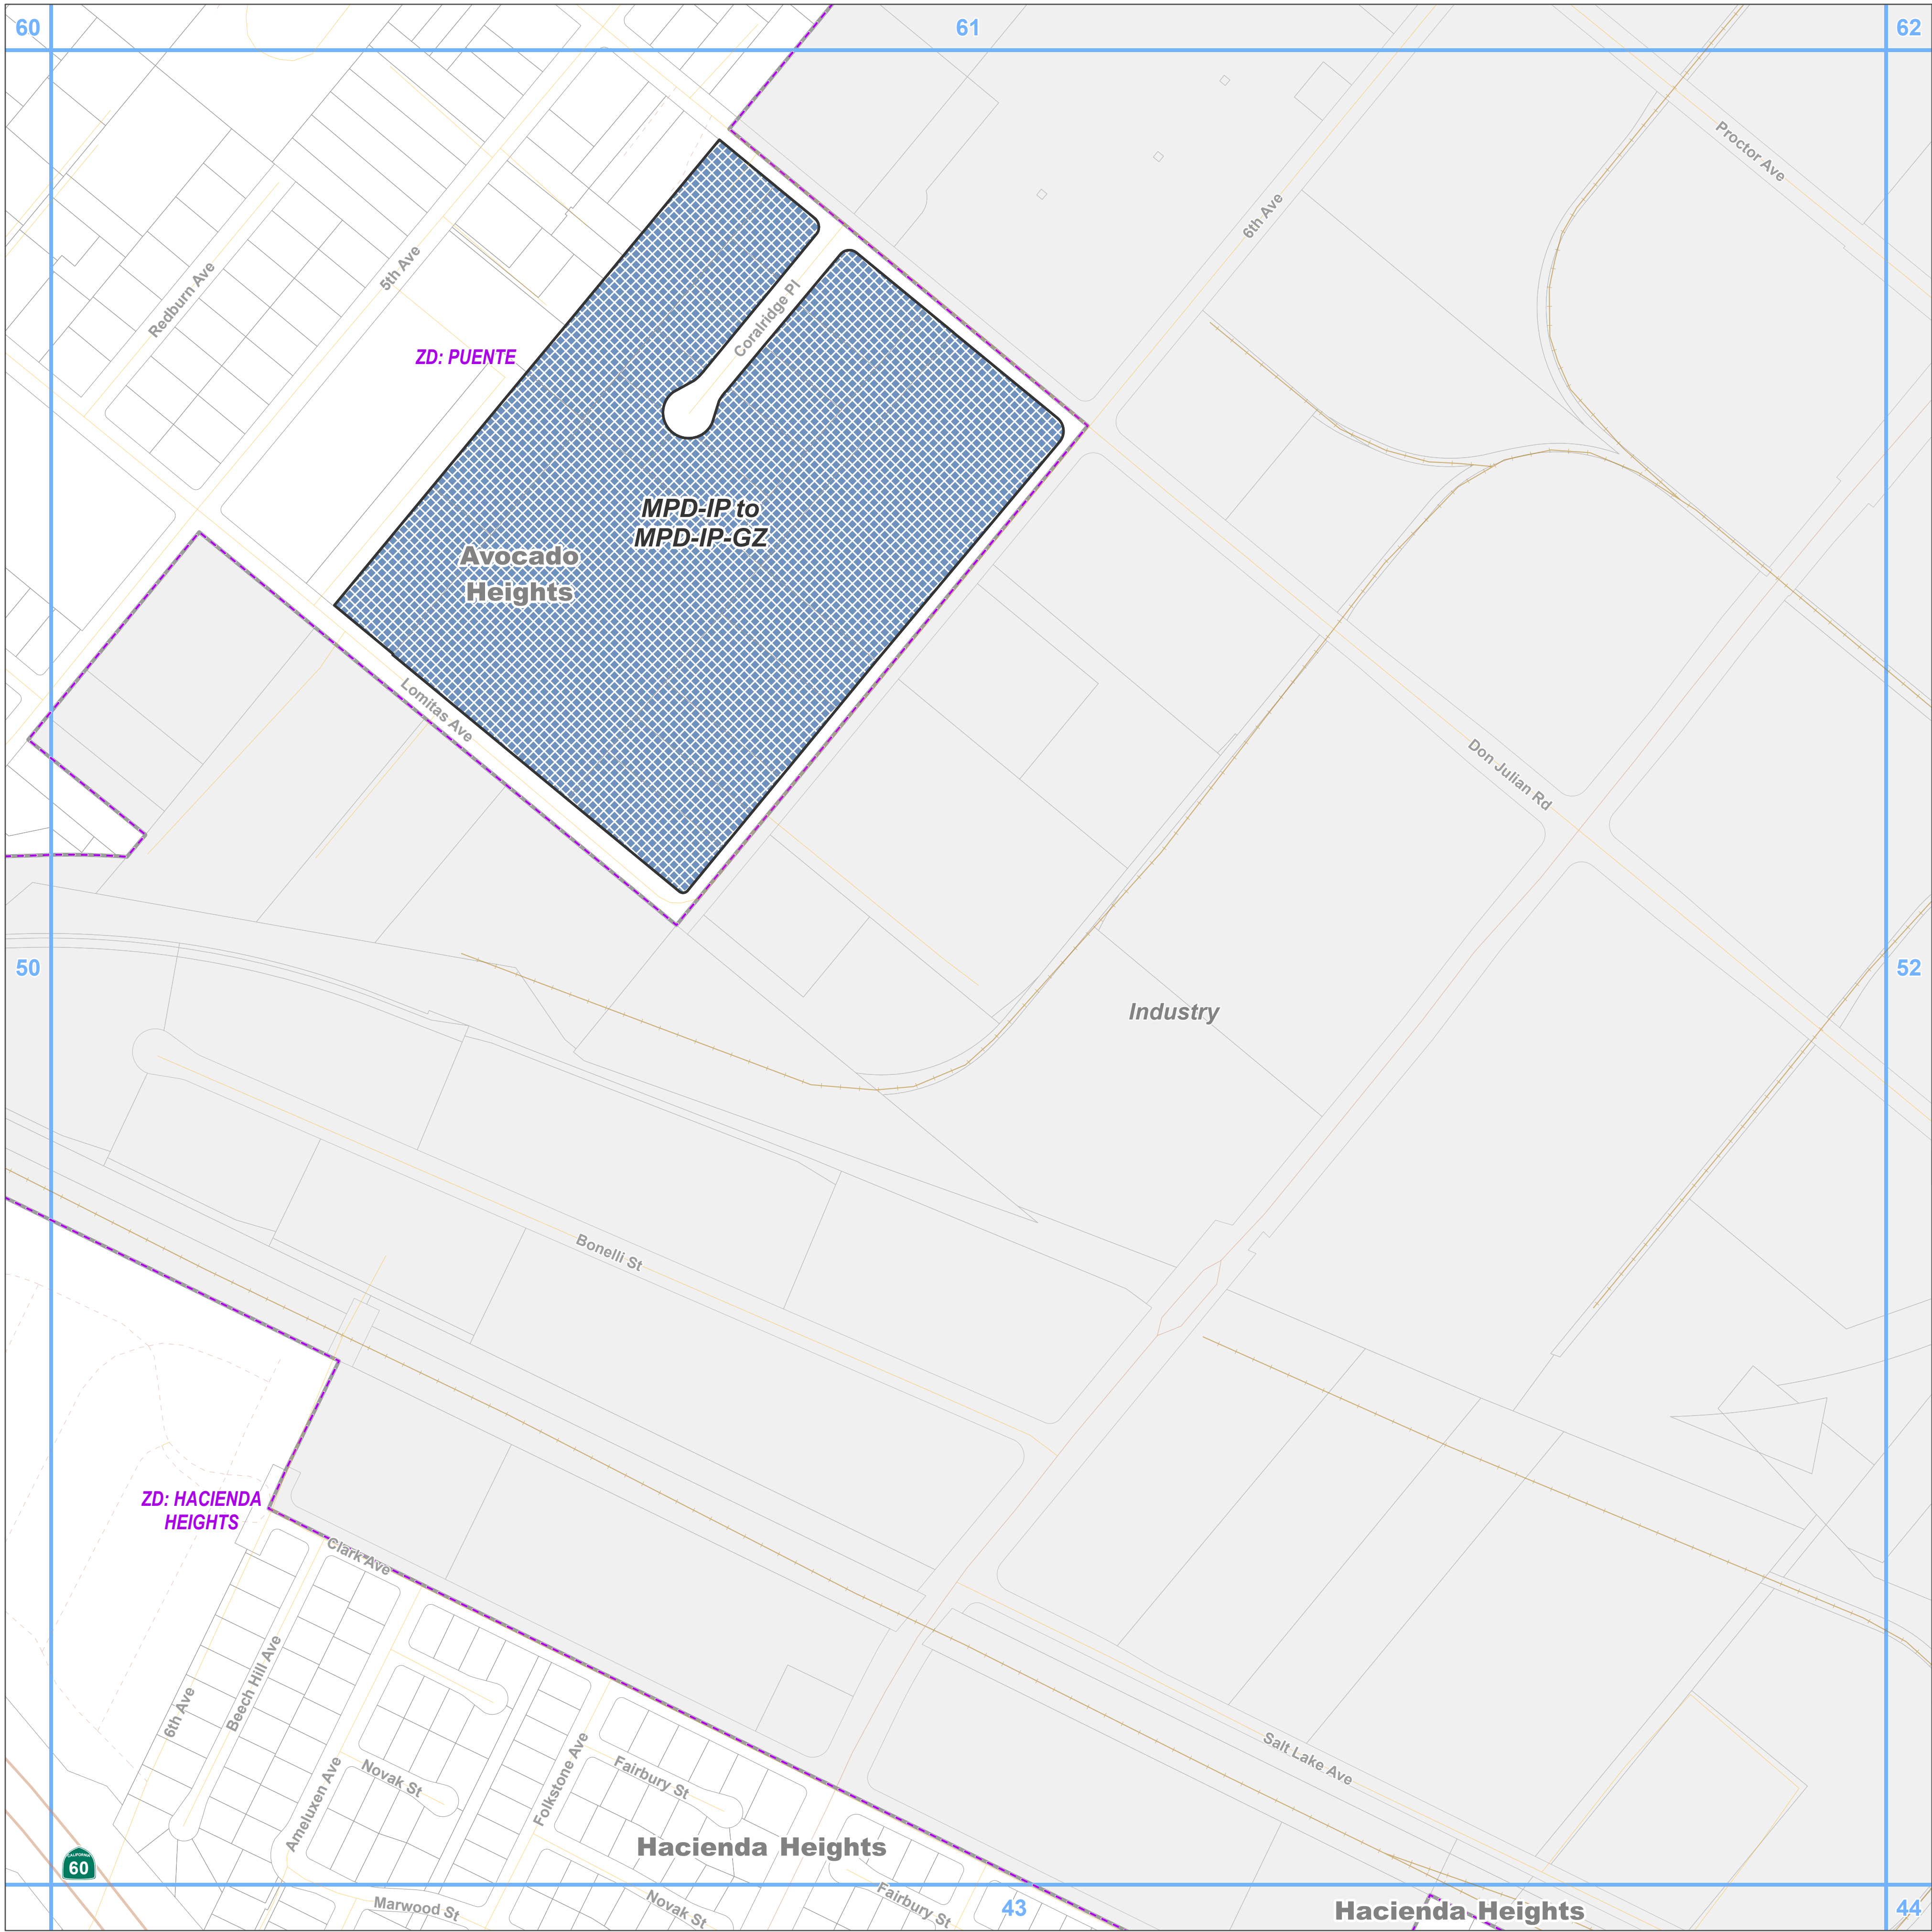 60
61
62
Proctor Ave
6th Ave
5th Ave
Redburn Ave
Coralridge Pl
ZD: PUENTE
MPD-IP to
MPD-IP-GZ
Avocado
Heights
Lomitas Ave
Don Julian Rd
50
52
Industry
Bonelli St
ZD: HACIENDA
HEIGHTS
Clark Ave
6th Ave
Beech Hill Ave
Ameluxen Ave
Novak St
Folkstone Ave
Fairbury St
Salt Lake Ave
Hacienda Heights
CALIFORNIA
60
Marwood St
Novak St
Fairbury St
43
Hacienda Heights
44